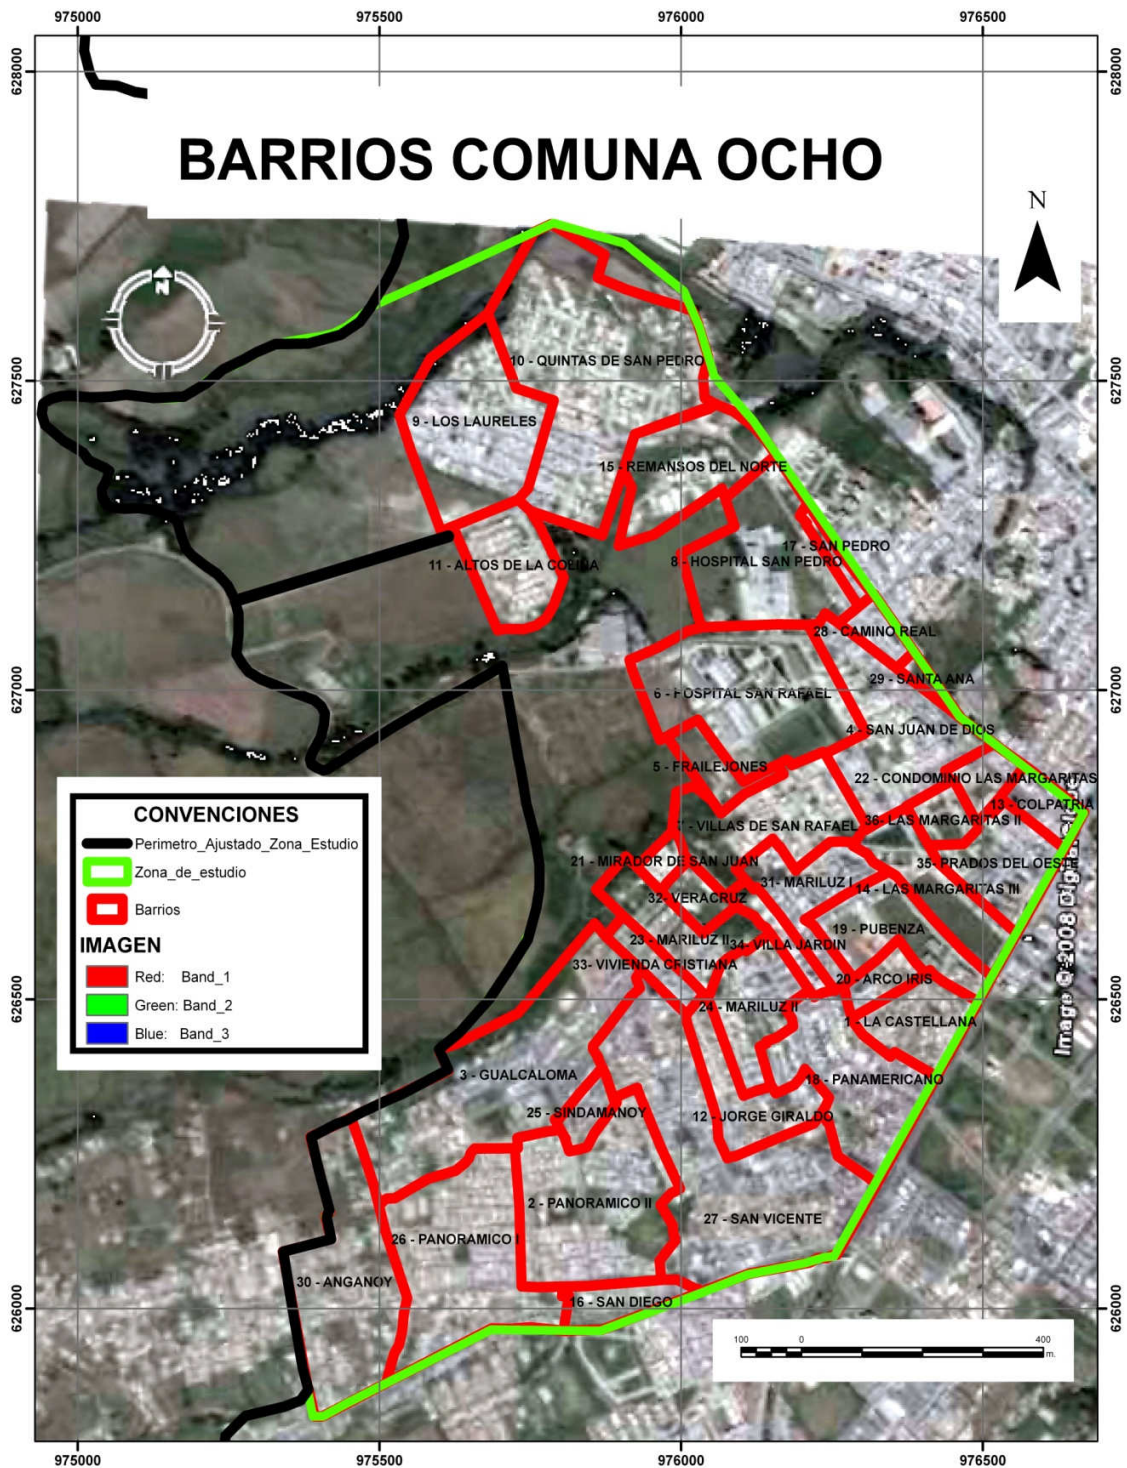 975000 975500 976000 976500
628000 628000
BARRIOS COMUNA OCHO
N
N
10 - QUINTAS DE SAN PEDRO
627500 627500
9 - LOS LAURELES
15 - REMANSOS DEL NORTE
17 - SAN PEDRO
8 - HOSPITAL SAN PEDRO
11 - ALTOS DE LA COLINA
28 - CAMINO REAL
29 - SANTA ANA
627000 627000
6 - HOSPITAL SAN RAFAEL
4 - SAN JUAN DE DIOS
5 - FRAILEJONES
22 - CONDOMINIO LAS MARGARITAS
13 - COLPATRIA
36- LAS MARGARITAS II
7 - VILLAS DE SAN RAFAEL
21 - MIRADOR DE SAN JUAN
35- PRADOS DEL OESTE
31- MARILUZ I
14 - LAS MARGARITAS III
32- VERACRUZ
19 - PUBENZA
23 - MARILUZ II
34- VILLA JARDIN
33- VIVIENDA CRISTIANA
20 - ARCO IRIS
24 - MARILUZ II
626500 626500
1 - LA CASTELLANA
3 - GUALCALOMA
18 - PANAMERICANO
25 - SINDAMANOY
12 - JORGE GIRALDO
2 - PANORAMICO II
27 - SAN VICENTE
26 - PANORAMICO I
30 - ANGANOY
16 - SAN DIEGO
626000 626000
CONVENCIONES
Perimetro_Ajustado_Zona_Estudio
Zona_de_estudio
Barrios
IMAGEN
Red: Band_1
Green: Band_2
Blue: Band_3
Image © 2008 DigitalGlobe
100 0 400
m.
975000 975500 976000 976500